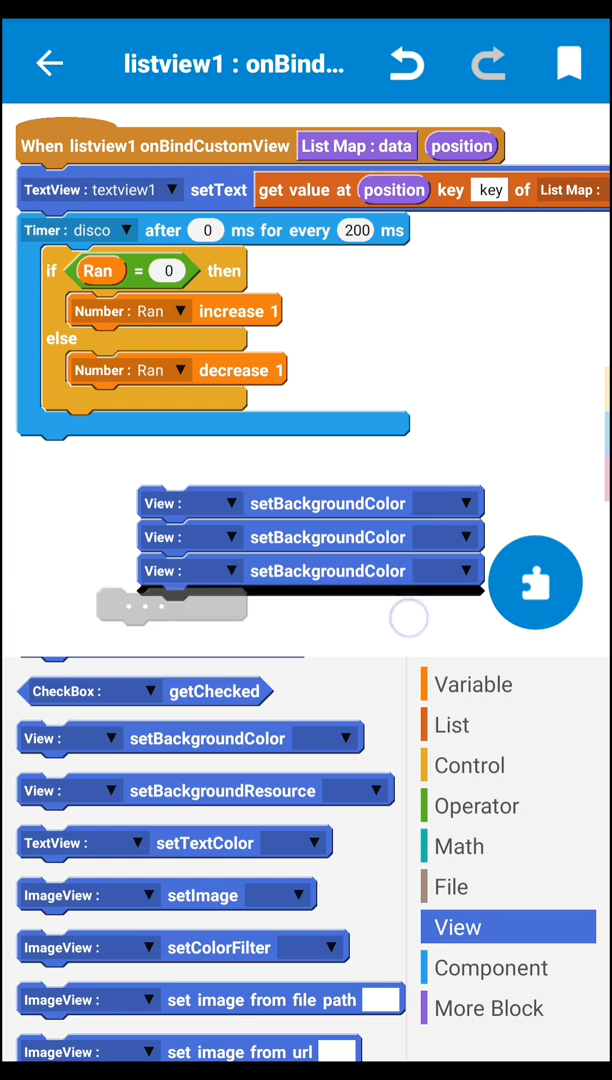 listview1 : onBind...
When listview1 onBindCustomView List Map : data position
TextView : textview1 setText get value at position key key of List Map :
Timer : disco after 0 ms for every 200 ms
if Ran = 0 then
Number : Ran increase 1
else
Number : Ran decrease 1
View : setBackgroundColor
View : setBackgroundColor
View : setBackgroundColor
CheckBox : getChecked
View : setBackgroundColor
View : setBackgroundResource
TextView : setTextColor
ImageView : setImage
ImageView : setColorFilter
ImageView : set image from file path
ImageView : set image from url
Variable
List
Control
Operator
Math
File
View
Component
More Block